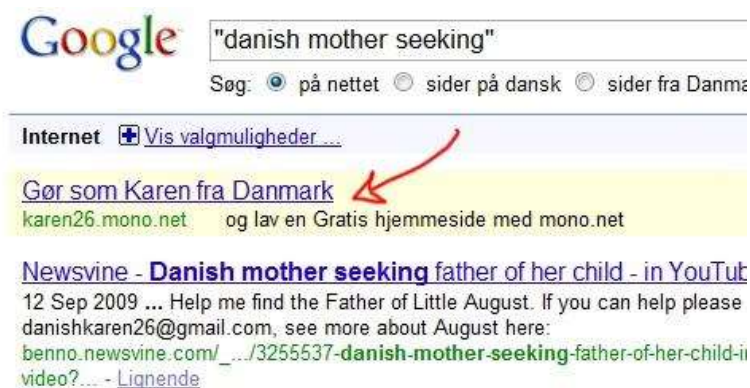 Google "danish mother seeking"
Søg: på nettet sider på dansk sider fra Danma
Internet Vis valgmuligheder ...
Gør som Karen fra Danmark
karen26.mono.net og lav en Gratis hjemmeside med mono.net
Newsvine - Danish mother seeking father of her child - in YouTub
12 Sep 2009 ... Help me find the Father of Little August. If you can help please
danishkaren26@gmail.com, see more about August here:
benno.newsvine.com/_.../3255537-danish-mother-seeking-father-of-her-child-in
video?... - Lignende